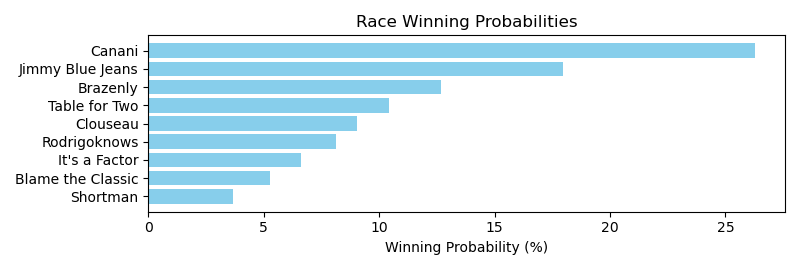 Race Winning Probabilities
Canani
Jimmy Blue Jeans
Brazenly
Table for Two
Clouseau
Rodrigoknows
It's a Factor
Blame the Classic
Shortman
0 5 10 15 20 25
Winning Probability (%)